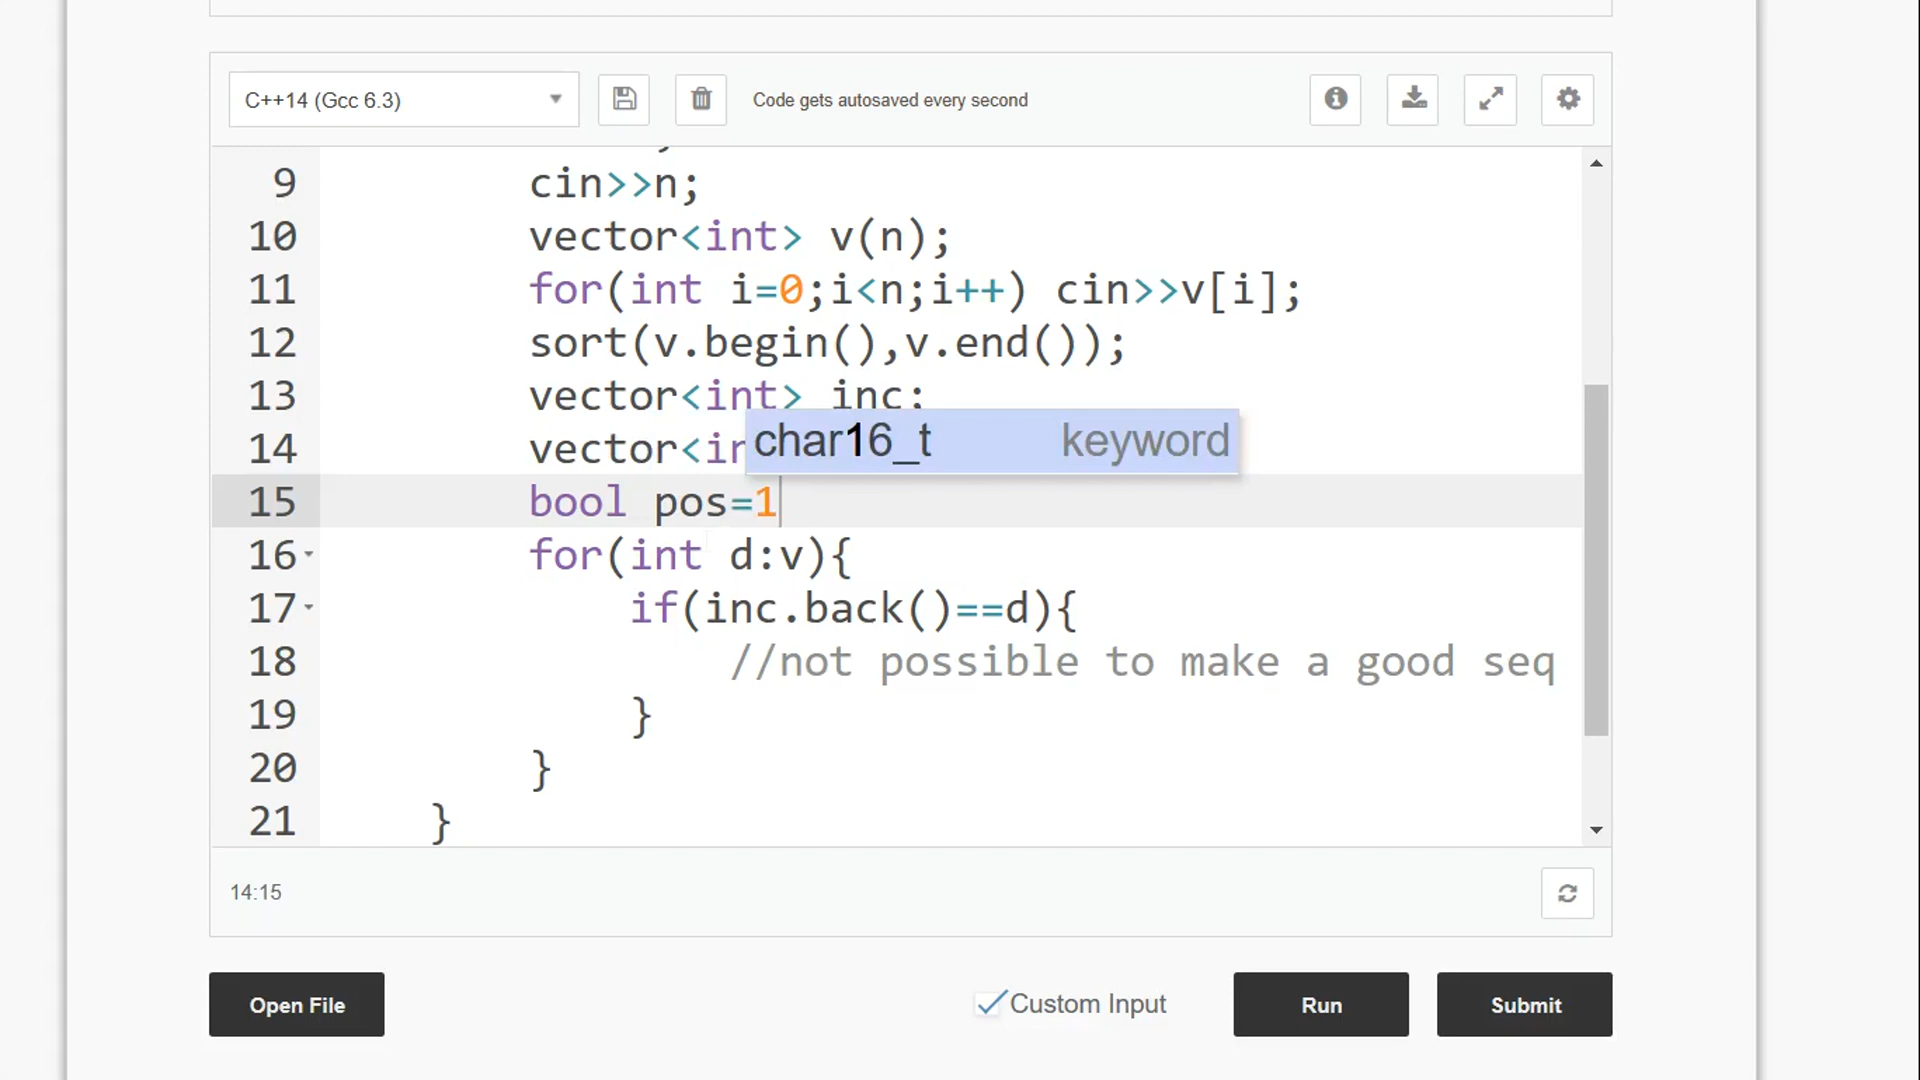 C++14 (Gcc 6.3)
Code gets autosaved every second
9 cin>>n;
10 vector<int> v(n);
11 for(int i=0;i<n;i++) cin>>v[i];
12 sort(v.begin(),v.end());
13 vector<int> inc;
char16_t keyword
14 vector<in
15 bool pos=1
16 for(int d:v){
17 if(inc.back()==d){
18 //not possible to make a good seq
19 }
20 }
21 }
14:15
Open File
Custom Input
Run
Submit